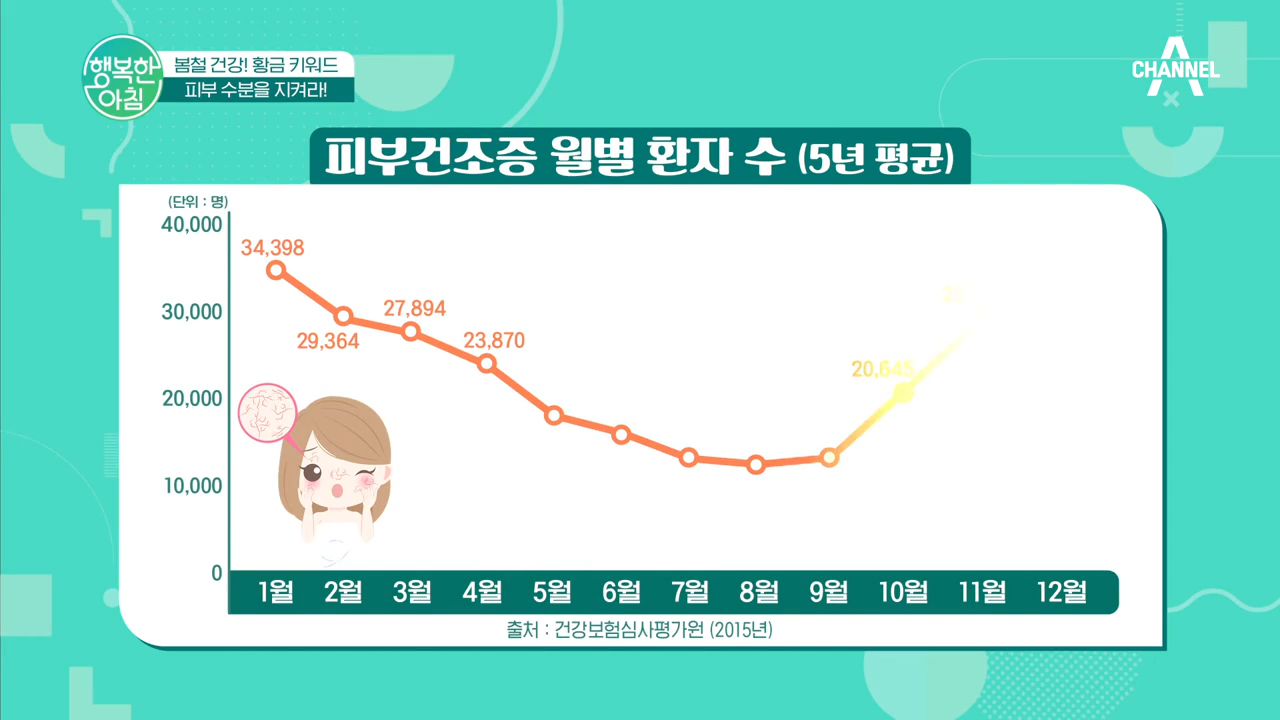 행복한
아침
봄철 건강! 황금 키워드
피부 수분을 지켜라!
CHANNEL A
피부건조증 월별 환자 수 (5년 평균)
(단위 : 명)
40,000
30,000
20,000
10,000
0
34,398
29,364
27,894
23,870
20,645
1월 2월 3월 4월 5월 6월 7월 8월 9월 10월 11월 12월
출처 : 건강보험심사평가원 (2015년)